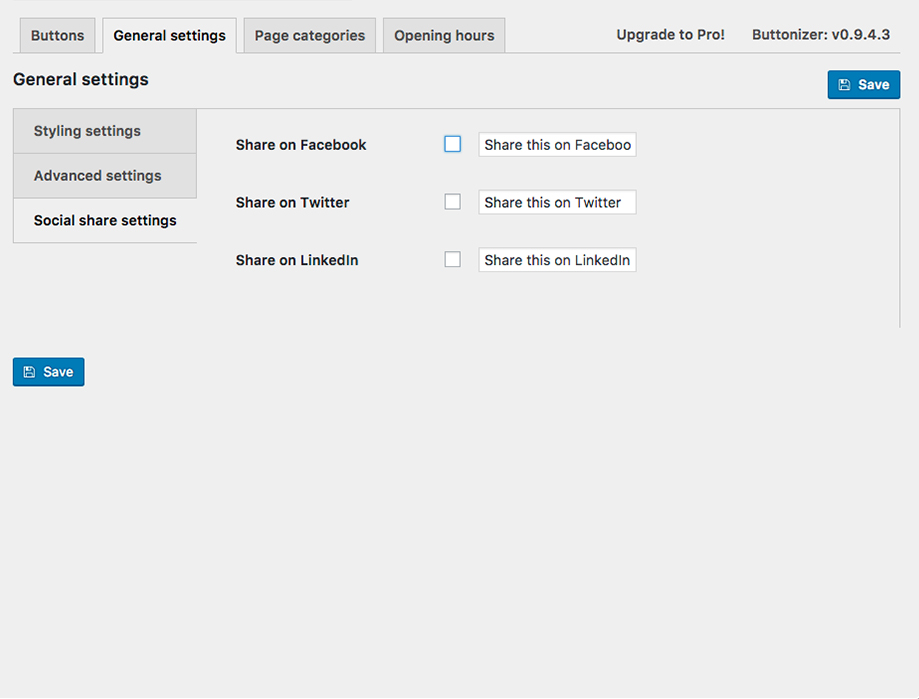 Buttons General settings Page categories Opening hours Upgrade to Pro! Buttonizer: v0.9.4.3
General settings
Save
Styling settings
Advanced settings
Social share settings
Share on Facebook Share this on Faceboo
Share on Twitter Share this on Twitter
Share on LinkedIn Share this on LinkedIn
Save